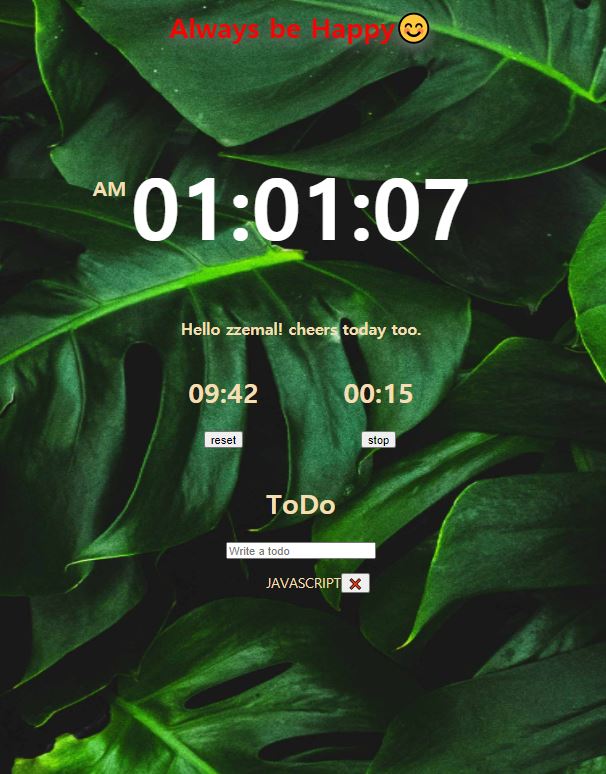 Always be Happy😊
AM 01:01:07
Hello zzemal! cheers today too.
09:42 00:15
reset stop
ToDo
Write a todo
JAVASCRIPT❌